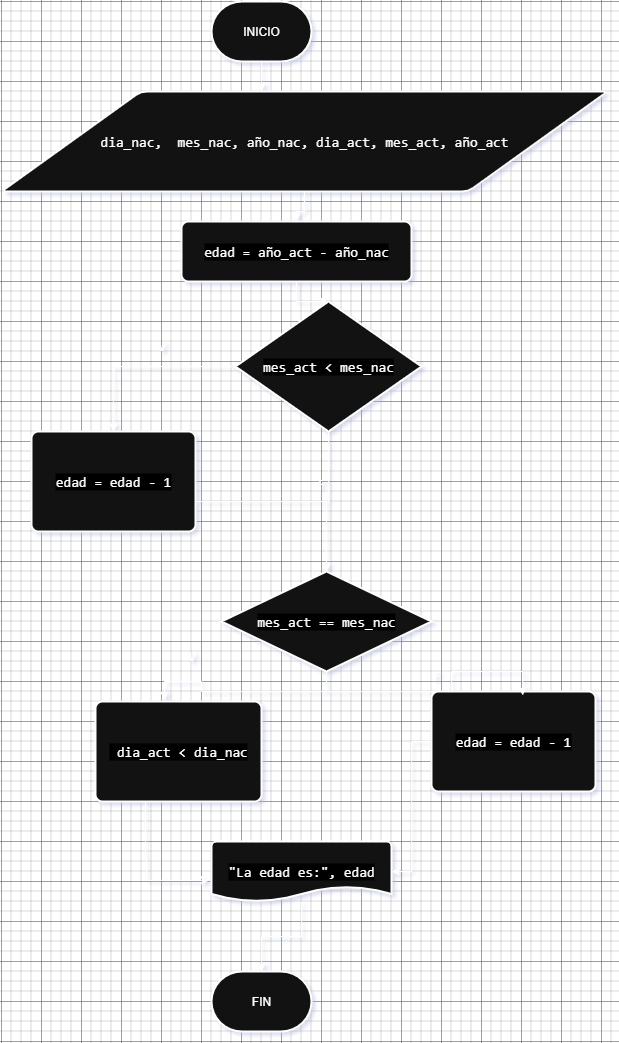 INICIO
dia_nac, mes_nac, año_nac, dia_act, mes_act, año_act
edad = año_act - año_nac
mes_act < mes_nac
edad = edad - 1
mes_act == mes_nac
edad = edad - 1
dia_act < dia_nac
"La edad es:", edad
FIN